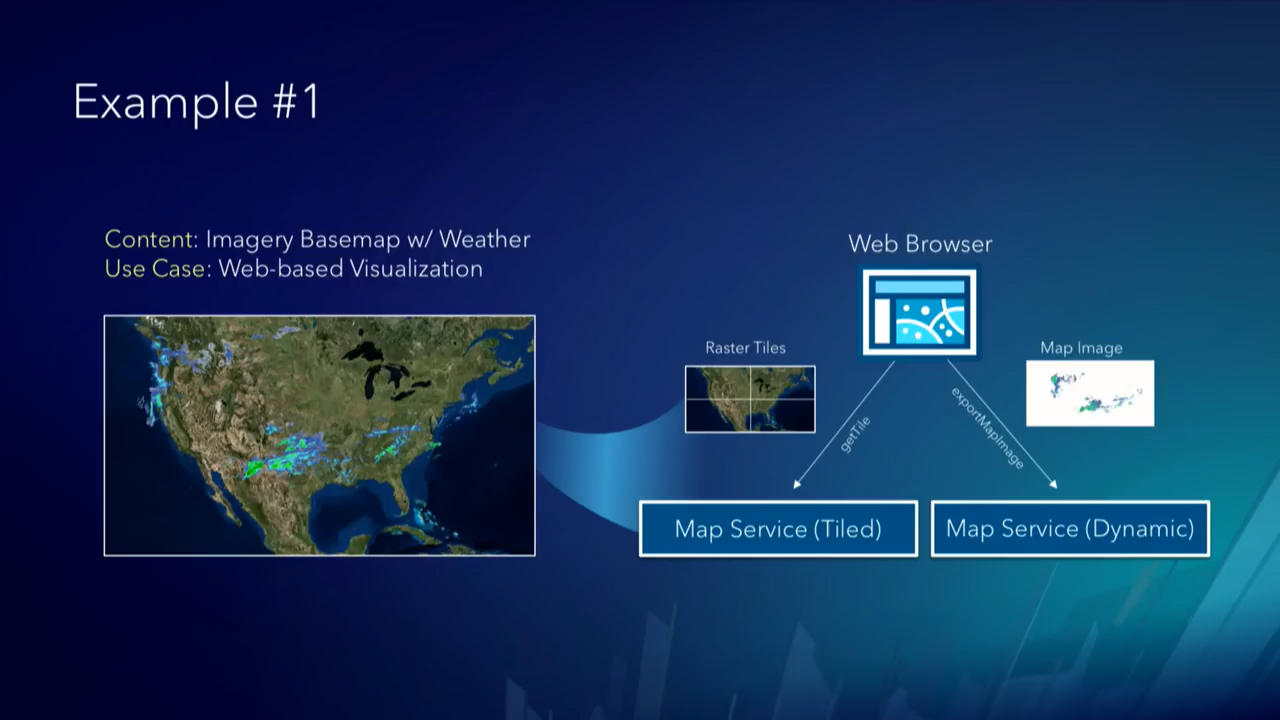 Example #1
Content: Imagery Basemap w/ Weather
Use Case: Web-based Visualization
Web Browser
Raster Tiles
Map Image
getTile
exportMapImage
Map Service (Tiled)
Map Service (Dynamic)